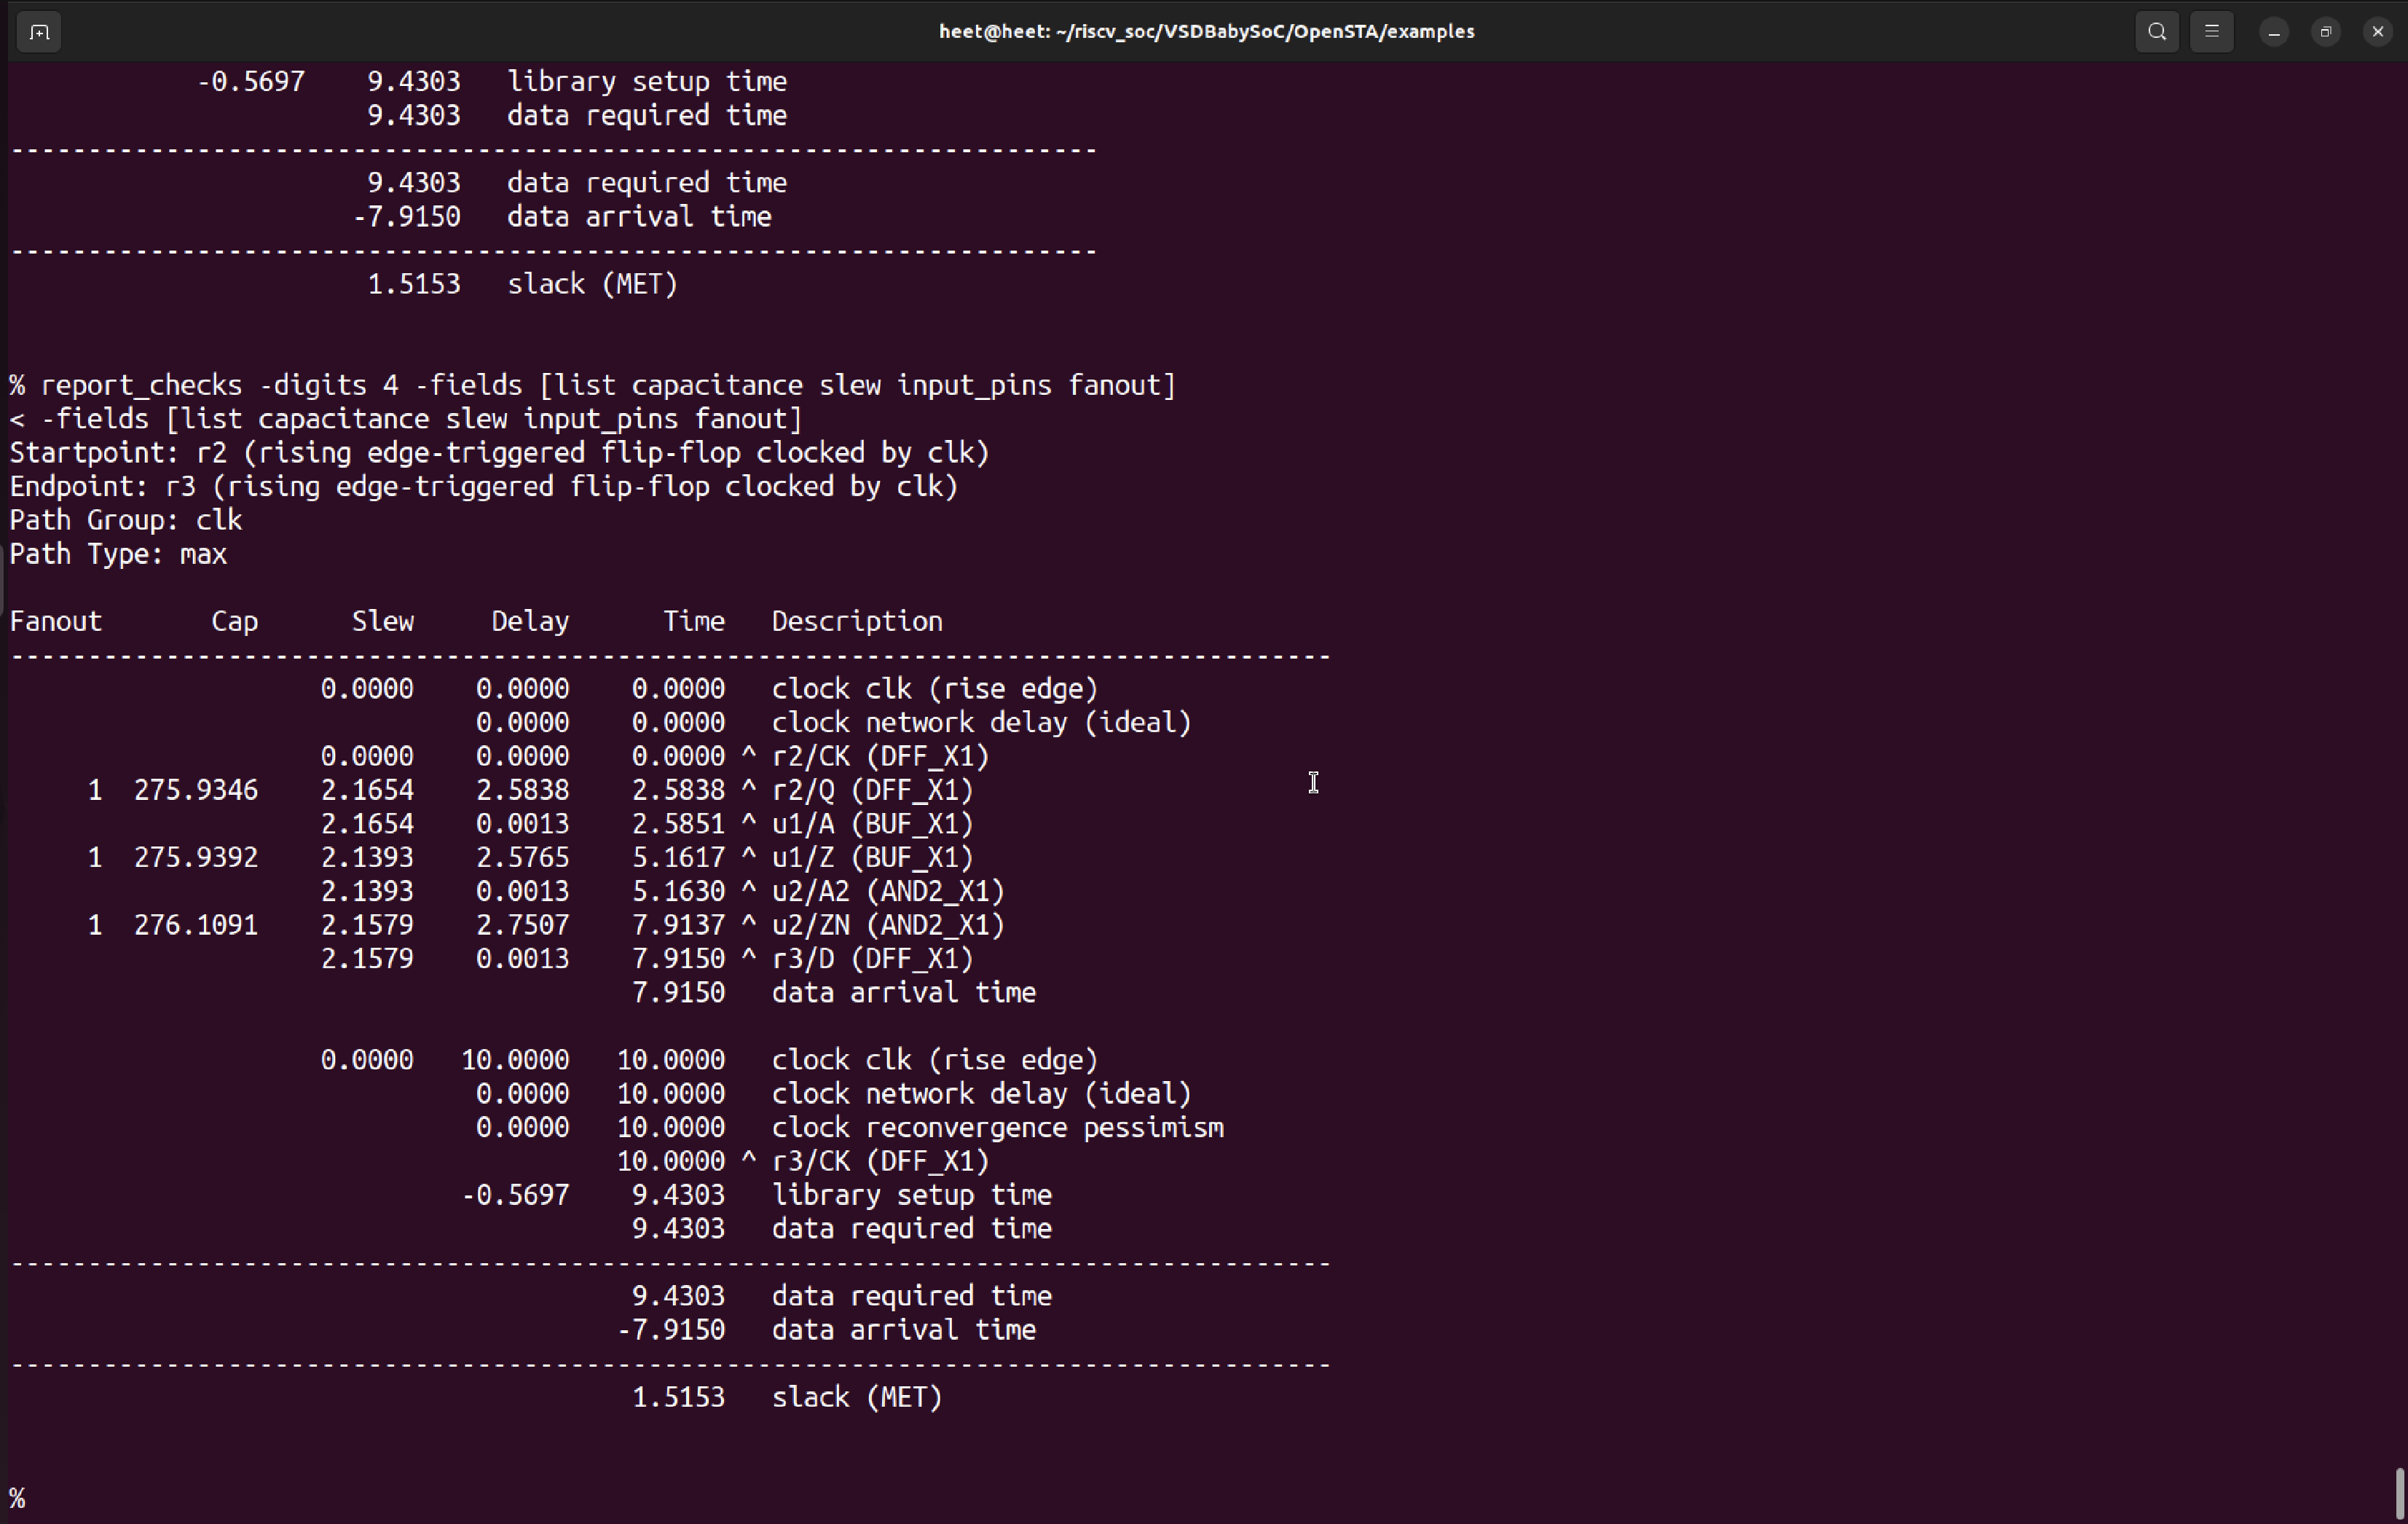 heet@heet: ~/riscv_soc/VSDBabySoC/OpenSTA/examples
-0.5697    9.4303   library setup time
9.4303   data required time
----------------------------------------------------------------------
9.4303   data required time
-7.9150   data arrival time
----------------------------------------------------------------------
1.5153   slack (MET)
% report_checks -digits 4 -fields [list capacitance slew input_pins fanout]
< -fields [list capacitance slew input_pins fanout]
Startpoint: r2 (rising edge-triggered flip-flop clocked by clk)
Endpoint: r3 (rising edge-triggered flip-flop clocked by clk)
Path Group: clk
Path Type: max
Fanout       Cap      Slew     Delay      Time   Description
-------------------------------------------------------------------------------------
0.0000    0.0000    0.0000   clock clk (rise edge)
0.0000    0.0000   clock network delay (ideal)
0.0000    0.0000    0.0000 ^ r2/CK (DFF_X1)
1  275.9346    2.1654    2.5838    2.5838 ^ r2/Q (DFF_X1)
2.1654    0.0013    2.5851 ^ u1/A (BUF_X1)
1  275.9392    2.1393    2.5765    5.1617 ^ u1/Z (BUF_X1)
2.1393    0.0013    5.1630 ^ u2/A2 (AND2_X1)
1  276.1091    2.1579    2.7507    7.9137 ^ u2/ZN (AND2_X1)
2.1579    0.0013    7.9150 ^ r3/D (DFF_X1)
7.9150   data arrival time
0.0000   10.0000   10.0000   clock clk (rise edge)
0.0000   10.0000   clock network delay (ideal)
0.0000   10.0000   clock reconvergence pessimism
10.0000 ^ r3/CK (DFF_X1)
-0.5697    9.4303   library setup time
9.4303   data required time
-------------------------------------------------------------------------------------
9.4303   data required time
-7.9150   data arrival time
-------------------------------------------------------------------------------------
1.5153   slack (MET)
%